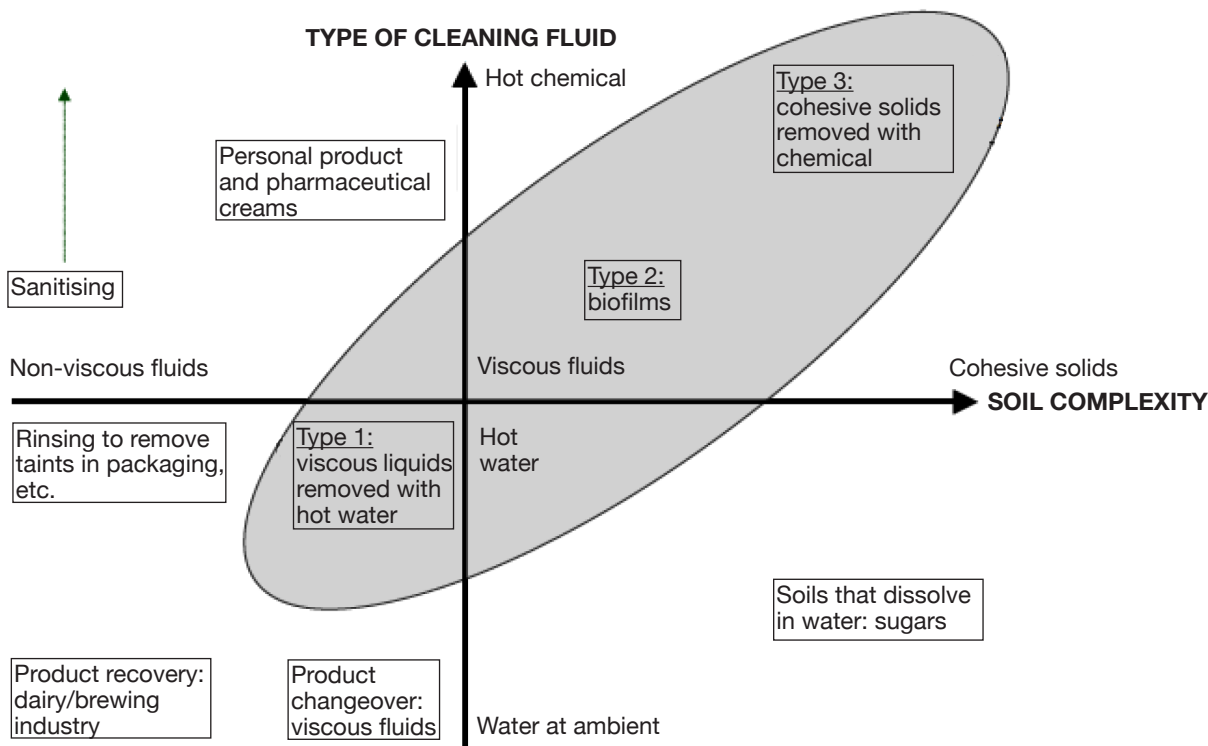 TYPE OF CLEANING FLUID
Hot chemical
Type 3:
cohesive solids
removed with
chemical
Personal product
and pharmaceutical
creams
Sanitising
Type 2:
biofilms
Non-viscous fluids
Viscous fluids
Cohesive solids
SOIL COMPLEXITY
Rinsing to remove
taints in packaging,
etc.
Type 1:
viscous liquids
removed with
hot water
Hot
water
Soils that dissolve
in water: sugars
Product recovery:
dairy/brewing
industry
Product
changeover:
viscous fluids
Water at ambient